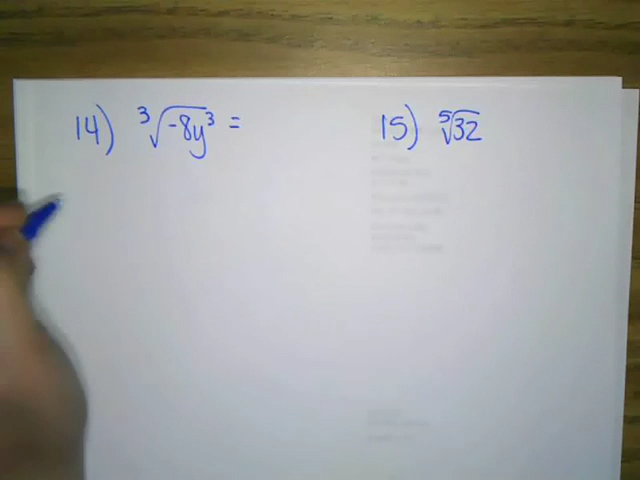 14) ∛-8y³ =
15) ⁵√32